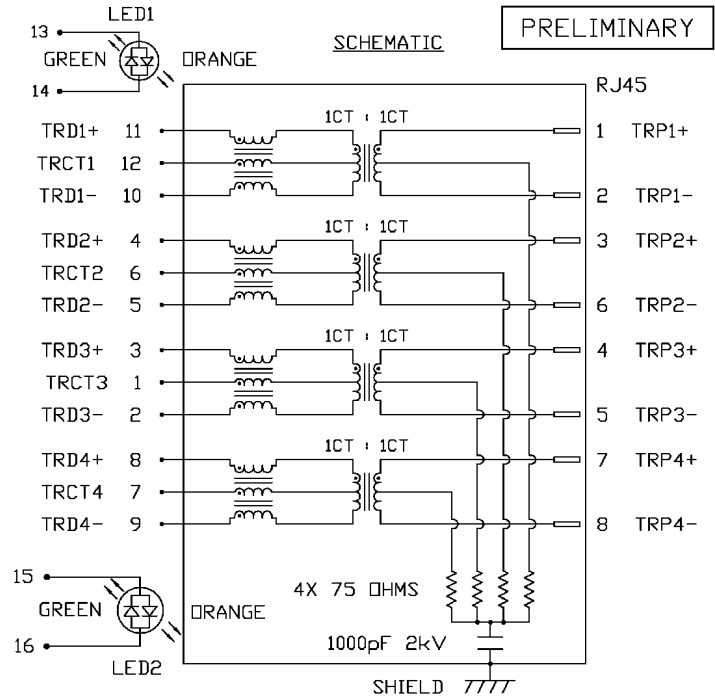 LED1
13
GREEN
ORANGE
14
SCHEMATIC
PRELIMINARY
RJ45
1CT : 1CT
TRD1+ 11
1 TRP1+
TRCT1 12
TRD1- 10
2 TRP1-
1CT : 1CT
TRD2+ 4
3 TRP2+
TRCT2 6
TRD2- 5
6 TRP2-
1CT : 1CT
TRD3+ 3
4 TRP3+
TRCT3 1
TRD3- 2
5 TRP3-
1CT : 1CT
TRD4+ 8
7 TRP4+
TRCT4 7
TRD4- 9
8 TRP4-
15
GREEN
ORANGE
16
LED2
4X 75 OHMS
1000pF 2kV
SHIELD